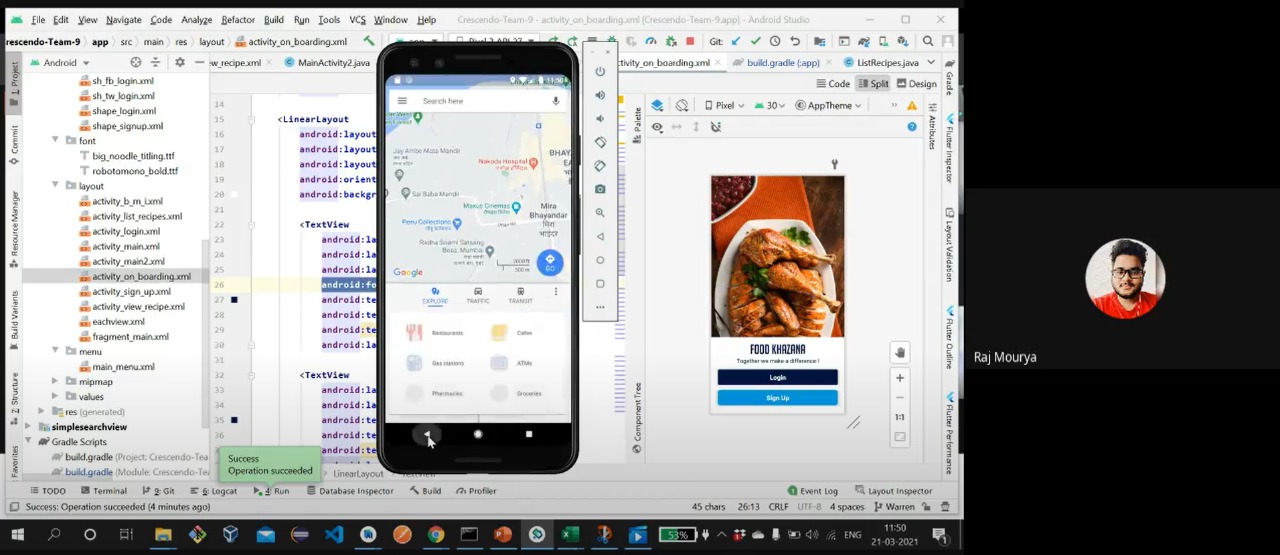 File Edit View Navigate Code Analyze Refactor Build Run Tools VCS Window Help Crescendo-Team-9 - activity_on_boarding.xml [Crescendo-Team-9.app] - Android Studio
rescendo-Team-9 app src main res layout activity_on_boarding.xml Git:
Android w_recipe.xml MainActivity2.java ty_on_boarding.xml build.gradle (:app) ListRecipes.java
Code Split Design
Pixel 30 AppTheme
1: Project
Commit
Resource Manager
Build Variants
Z: Structure
Favorites
sh_fb_login.xml
sh_tw_login.xml
shape_login.xml
shape_signup.xml
font
big_noodle_titling.ttf
robotomono_bold.ttf
layout
activity_b_m_i.xml
activity_list_recipes.xml
activity_login.xml
activity_main.xml
activity_main2.xml
activity_on_boarding.xml
activity_sign_up.xml
activity_view_recipe.xml
eachview.xml
fragment_main.xml
menu
main_menu.xml
mipmap
values
res (generated)
simplesearchview
Gradle Scripts
build.gradle (Project: Crescendo-Te
build.gradle (Module: Crescendo-Te
14
15 <LinearLayout
16 android:layout
17 android:layout
18 android:layout
19 android:orient
20 android:backgr
21
22 <TextView
23 android:la
24 android:la
25 android:la
26 android:fo
27 android:te
28 android:te
29 android:te
30 android:la
31
32 <TextView
33 android:la
34 android:la
35 android:la
android:la
android:te
LinearLayout TextView
Search here
Jay Ambe Mata Mandir
Nakoda Hospital
Sai Baba Mandir
Maxus Cinemas
Mira
Bhayandar
Penu Collections
Radha Soami Satsang
Beas, Mumbai
2000 ft
500 m
Google
GO
EXPLORE TRAFFIC TRANSIT
Restaurants Cafes
Gas stations ATMs
Pharmacies Groceries
Palette
Component Tree
FOOD KHAZANA
Together we make a difference !
Login
Sign Up
1:1
Attributes
Gradle
Flutter Inspector
Layout Validation
Flutter Outline
Flutter Performance
Success
Operation succeeded
TODO Terminal 9: Git 6: Logcat 4: Run Database Inspector Build Profiler Event Log Layout Inspector
Success: Operation succeeded (4 minutes ago) 45 chars 26:13 CRLF UTF-8 4 spaces Warren
53% ENG 11:50
21-03-2021
Raj Mourya